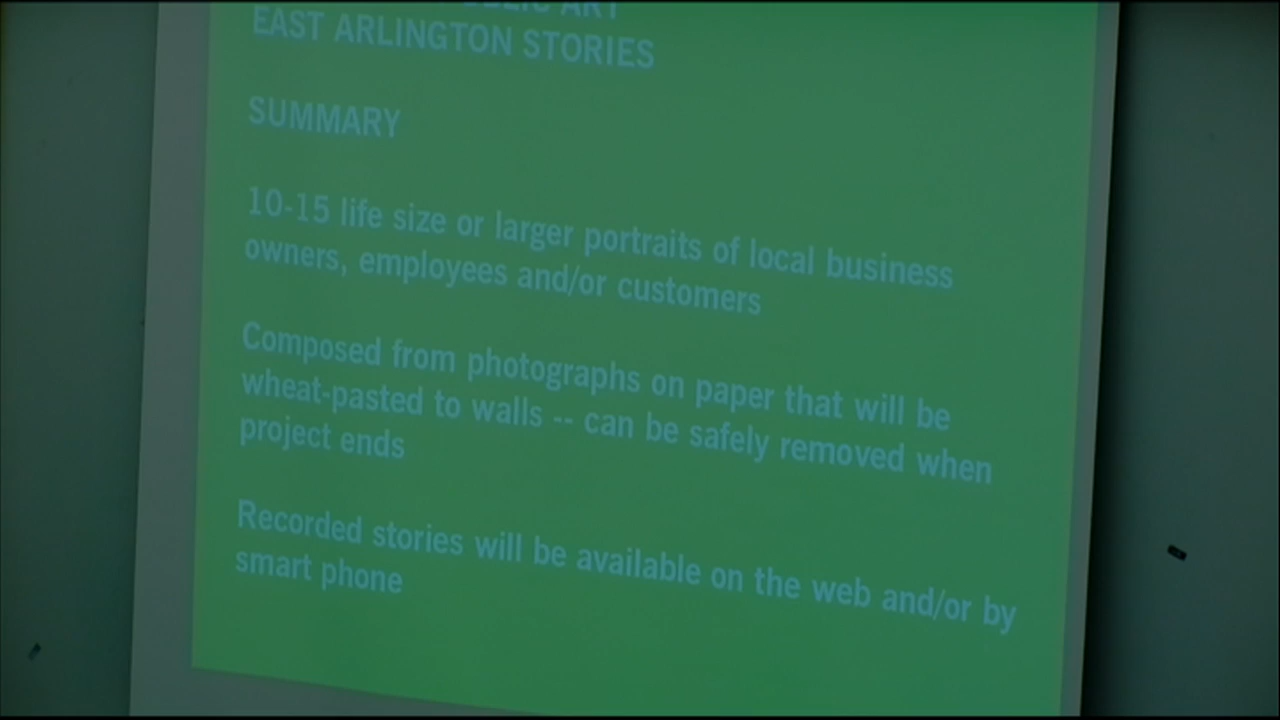 PUBLIC ART
EAST ARLINGTON STORIES
SUMMARY
10-15 life size or larger portraits of local business
owners, employees and/or customers
Composed from photographs on paper that will be
wheat-pasted to walls -- can be safely removed when
project ends
Recorded stories will be available on the web and/or by
smart phone